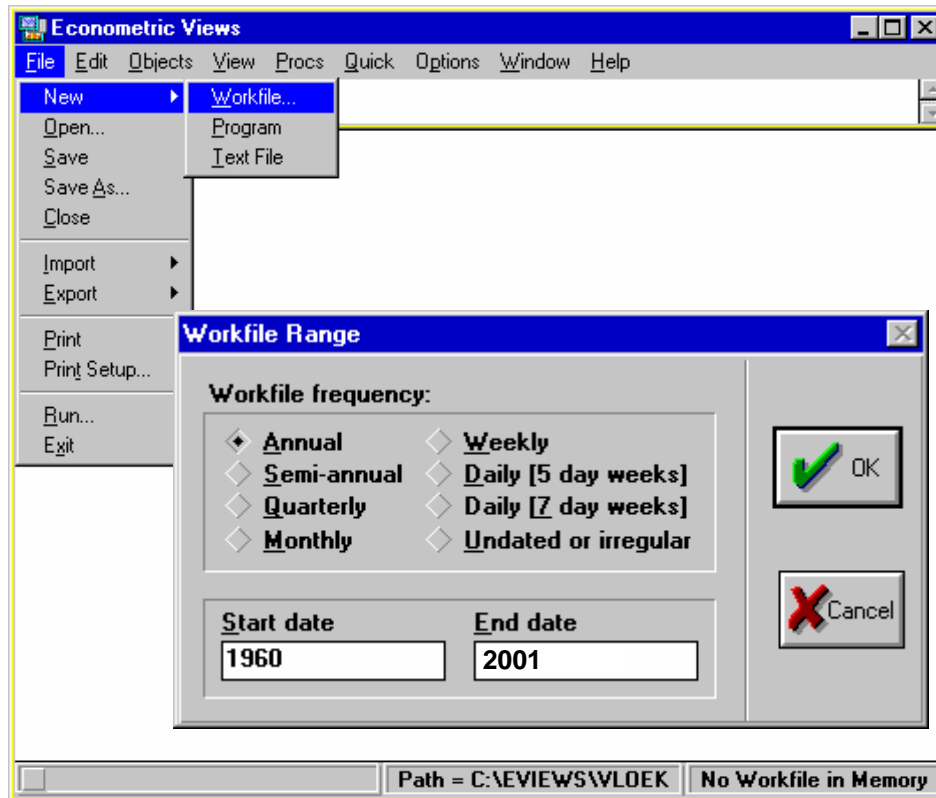 Econometric Views
File Edit Objects View Procs Quick Options Window Help
New
Open...
Save
Save As...
Close
Import
Export
Print
Print Setup...
Run...
Exit
Workfile...
Program
Text File
Workfile Range
Workfile frequency:
Annual
Semi-annual
Quarterly
Monthly
Weekly
Daily [5 day weeks]
Daily [7 day weeks]
Undated or irregular
Start date
1960
End date
2001
OK
Cancel
Path = C:\EVIEWS\VLOEK No Workfile in Memory